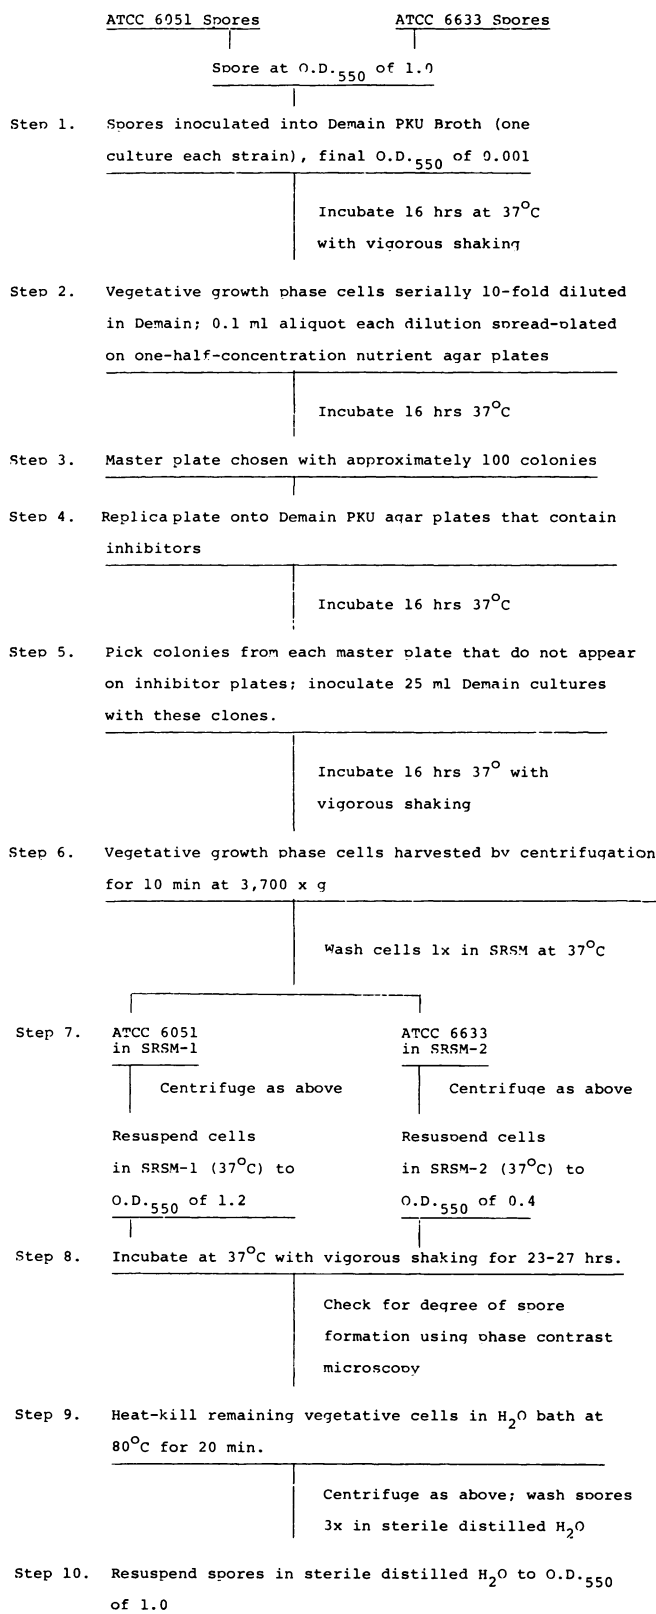 ATCC 6051 Spores ATCC 6633 Spores
Spore at O.D.550 of 1.0
Step 1. Spores inoculated into Demain PKU Broth (one
culture each strain), final O.D.550 of 0.001
Incubate 16 hrs at 37°C
with vigorous shaking
Step 2. Vegetative growth phase cells serially 10-fold diluted
in Demain; 0.1 ml aliquot each dilution spread-plated
on one-half-concentration nutrient agar plates
Incubate 16 hrs 37°C
Step 3. Master plate chosen with approximately 100 colonies
Step 4. Replica plate onto Demain PKU agar plates that contain
inhibitors
Incubate 16 hrs 37°C
Step 5. Pick colonies from each master plate that do not appear
on inhibitor plates; inoculate 25 ml Demain cultures
with these clones.
Incubate 16 hrs 37° with
vigorous shaking
Step 6. Vegetative growth phase cells harvested by centrifugation
for 10 min at 3,700 x g
Wash cells 1x in SRSM at 37°C
Step 7. ATCC 6051 ATCC 6633
in SRSM-1 in SRSM-2
Centrifuge as above Centrifuge as above
Resuspend cells Resuspend cells
in SRSM-1 (37°C) to in SRSM-2 (37°C) to
O.D.550 of 1.2 O.D.550 of 0.4
Step 8. Incubate at 37°C with vigorous shaking for 23-27 hrs.
Check for degree of spore
formation using phase contrast
microscopy
Step 9. Heat-kill remaining vegetative cells in H2O bath at
80°C for 20 min.
Centrifuge as above; wash spores
3x in sterile distilled H2O
Step 10. Resuspend spores in sterile distilled H2O to O.D.550
of 1.0